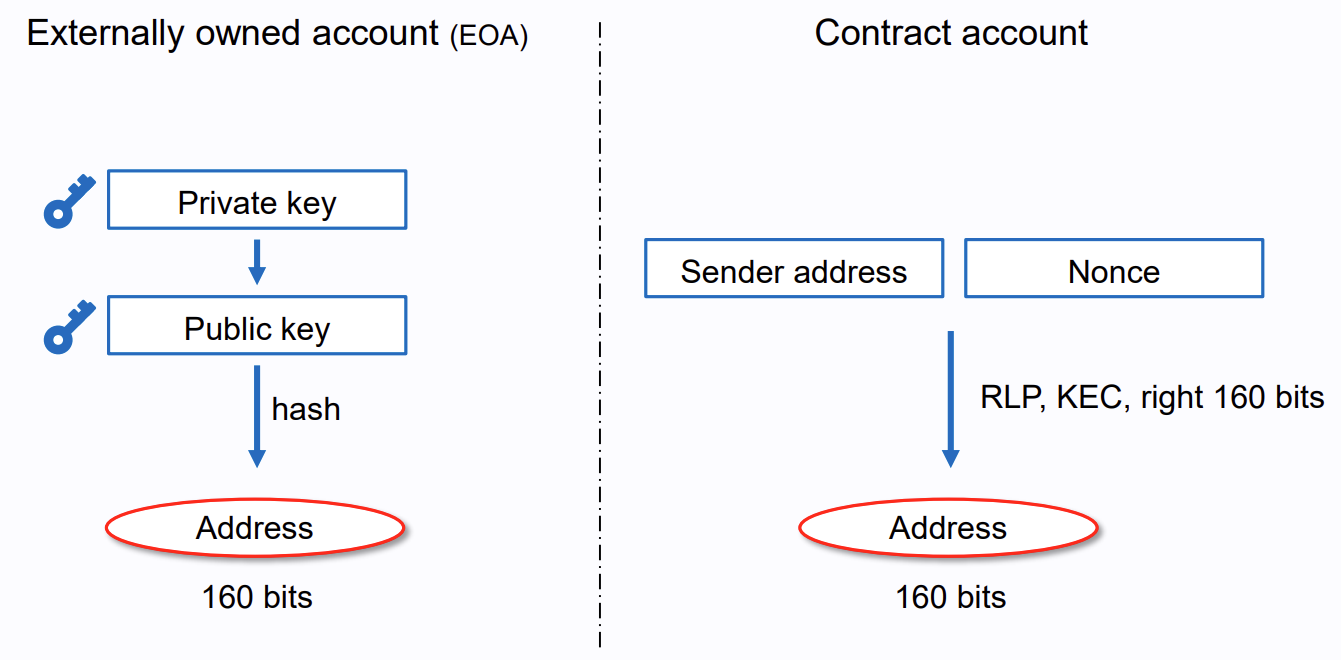 Externally owned account (EOA)
Private key
Public key
hash
Address
160 bits
Contract account
Sender address
Nonce
RLP, KEC, right 160 bits
Address
160 bits